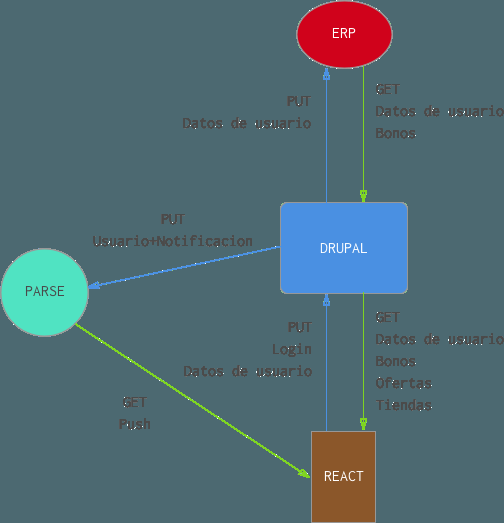 ERP
PUT
Datos de usuario
GET
Datos de usuario
Bonos
PUT
Usuario+Notificacion
DRUPAL
PARSE
PUT
Login
Datos de usuario
GET
Datos de usuario
Bonos
Ofertas
Tiendas
GET
Push
REACT